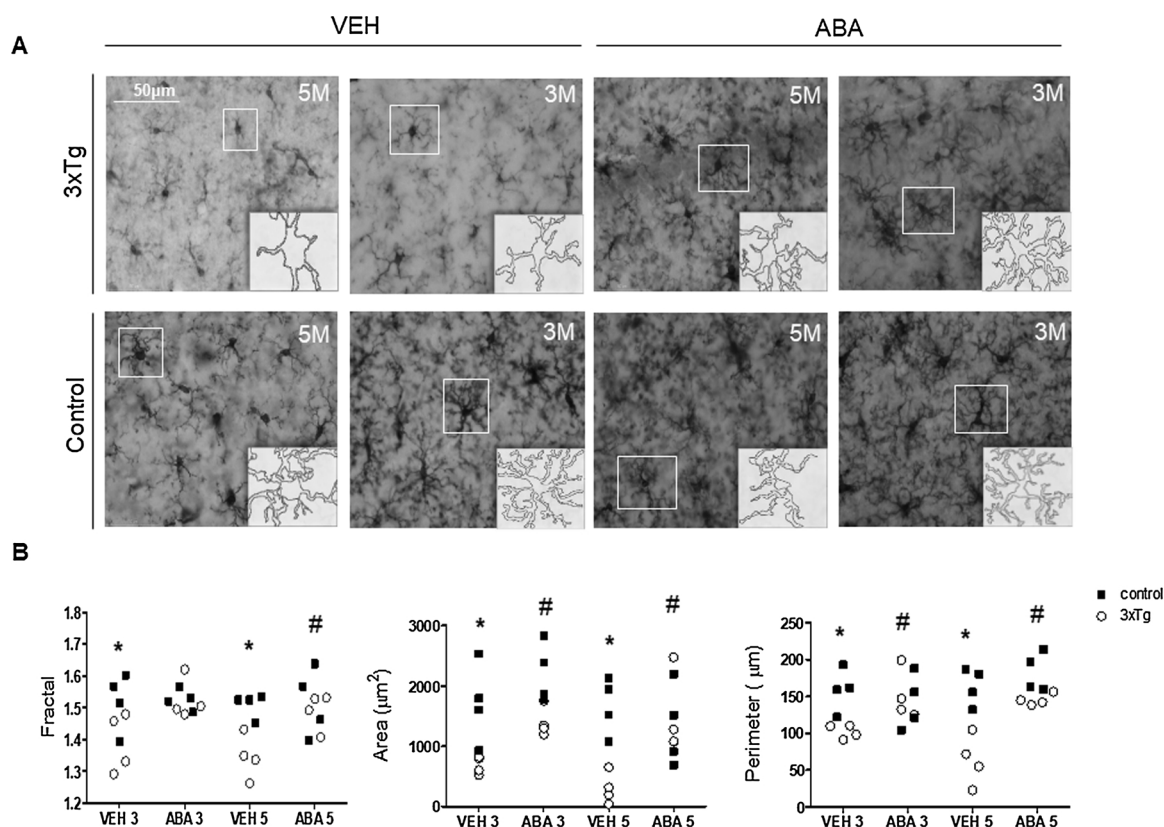 VEH ABA
A
50µm 5M 3M 5M 3M
3xTg
5M 3M 5M 3M
Control
B
control
3xTg
Fractal
1.8
1.7
1.6
1.5
1.4
1.3
1.2
* * #
VEH 3 ABA 3 VEH 5 ABA 5
Area (µm²)
3000
2000
1000
0
* # * #
VEH 3 ABA 3 VEH 5 ABA 5
Perimeter ( µm)
250
200
150
100
50
0
* # * #
VEH 3 ABA 3 VEH 5 ABA 5